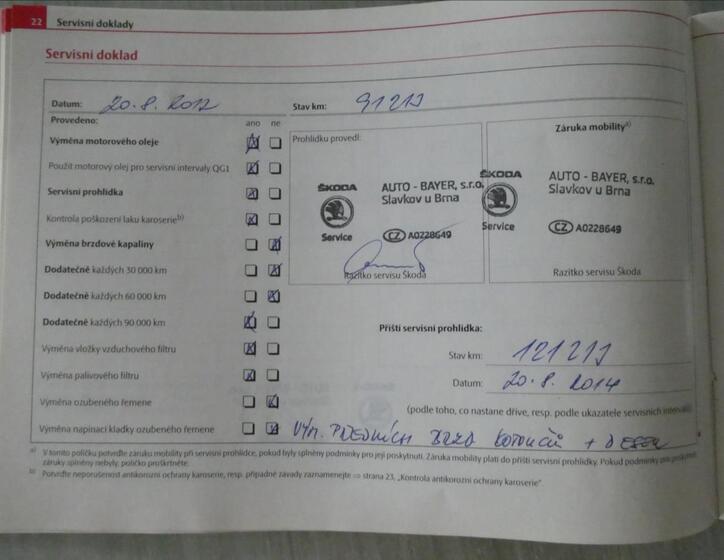 22 Servisní doklady
Servisní doklad
Datum: 20.8. 2012 Stav km: 91213
Provedeno: ano ne
Výměna motorového oleje
Použit motorový olej pro servisní intervaly QG1
Servisní prohlídka
Kontrola poškození laku karoserie b)
Výměna brzdové kapaliny
Dodatečně každých 30 000 km
Dodatečně každých 60 000 km
Dodatečně každých 90 000 km
Výměna vložky vzduchového filtru
Výměna palivového filtru
Výměna ozubeného řemene
Výměna napínací kladky ozubeného řemene
Prohlídku provedl:
ŠKODA
Service
AUTO - BAYER, s.r.o.
Slavkov u Brna
CZ A0228649
Razítko servisu Škoda
Záruka mobility a)
ŠKODA
Service
AUTO - BAYER, s.r.o.
Slavkov u Brna
CZ A0228649
Razítko servisu Škoda
Příští servisní prohlídka:
Stav km: 121213
Datum: 20.8. 2014
(podle toho, co nastane dříve, resp. podle ukazatele servisních intervalů)
VÝM. PŘEDNÍCH BRZD KOTOUČŮ + DESEK
a) V tomto políčku potvrďte záruku mobility při servisní prohlídce, pokud byly splněny podmínky pro její poskytnutí. Záruka mobility platí do příští servisní prohlídky. Pokud podmínky pro poskytnutí
záruky splněny nebyly, políčko proškrtněte.
b) Potvrďte neporušenost antikorozní ochrany karoserie, resp. případné závady zaznamenejte ⇒ strana 23, „Kontrola antikorozní ochrany karoserie“.